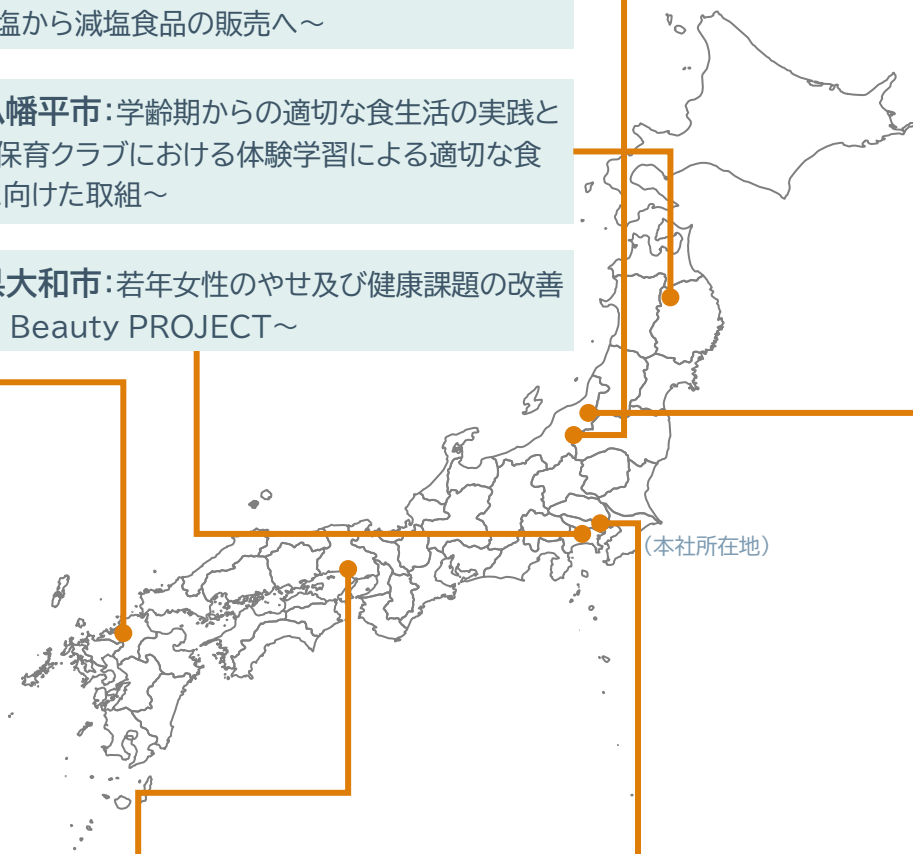 塩から減塩食品の販売へ～
幡平市：学齢期からの適切な食生活の実践と
保育クラブにおける体験学習による適切な食
向けた取組～
大和市：若年女性のやせ及び健康課題の改善
Beauty PROJECT～
（本社所在地）